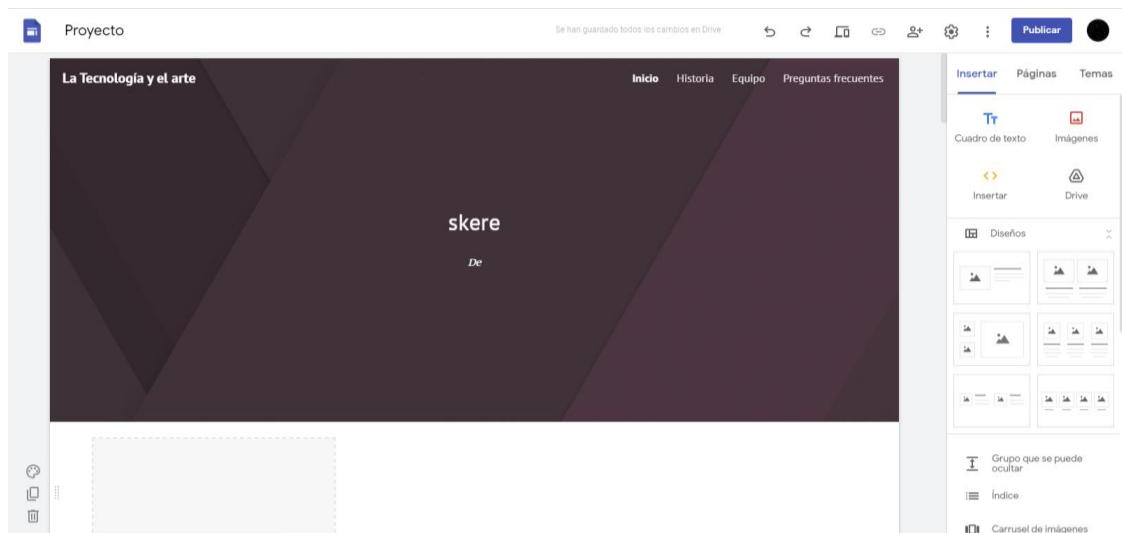 Proyecto
Se han guardado todos los cambios en Drive
Publicar
La Tecnología y el arte
Inicio Historia Equipo Preguntas frecuentes
skere
De
Insertar Páginas Temas
Cuadro de texto Imágenes
Insertar Drive
Diseños
Grupo que se puede
ocultar
Índice
Carrusel de imágenes